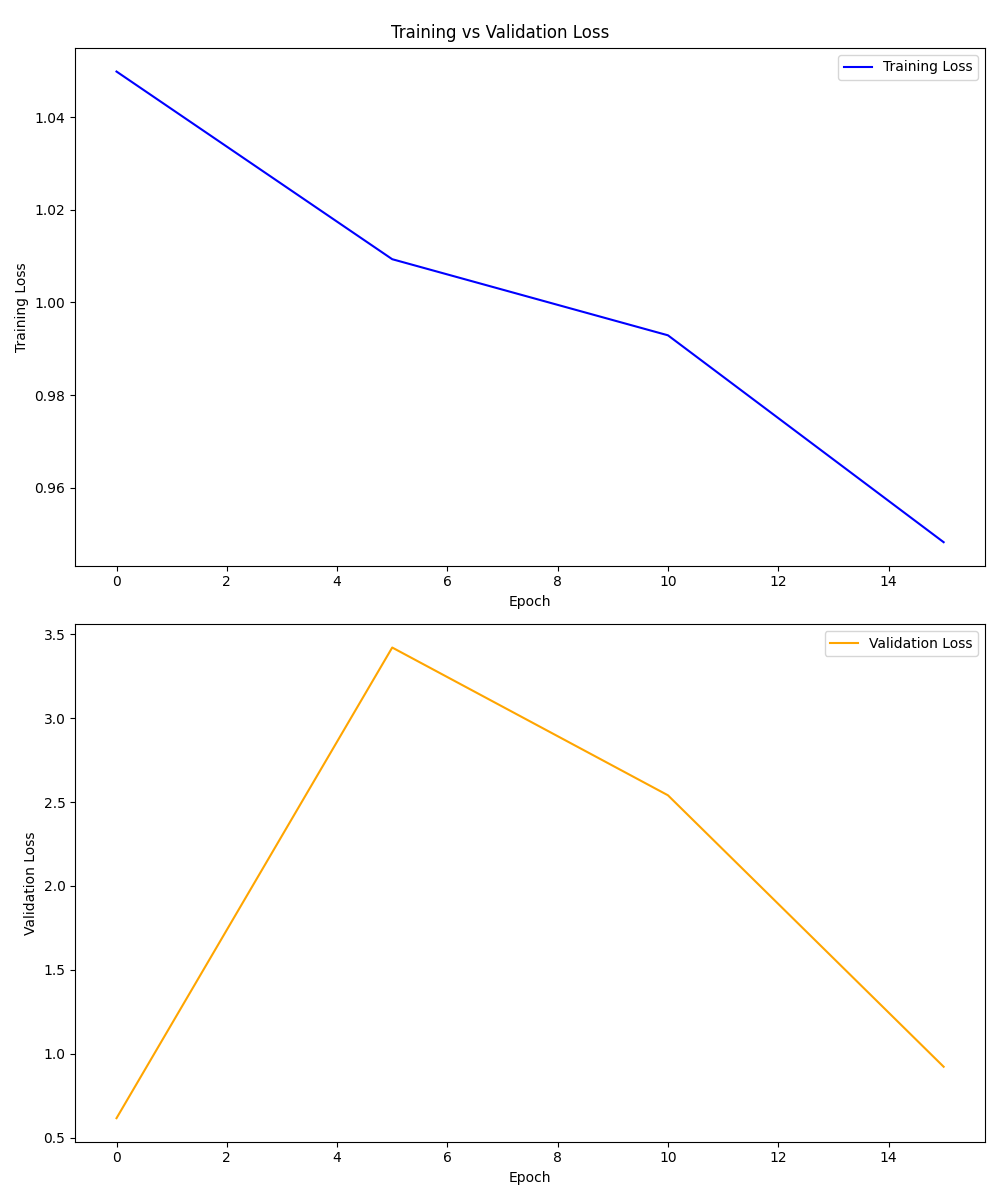 Training vs Validation Loss
Training Loss
1.04
1.02
1.00
0.98
0.96
Training Loss
0 2 4 6 8 10 12 14
Epoch
Validation Loss
3.5
3.0
2.5
2.0
1.5
1.0
0.5
Validation Loss
0 2 4 6 8 10 12 14
Epoch